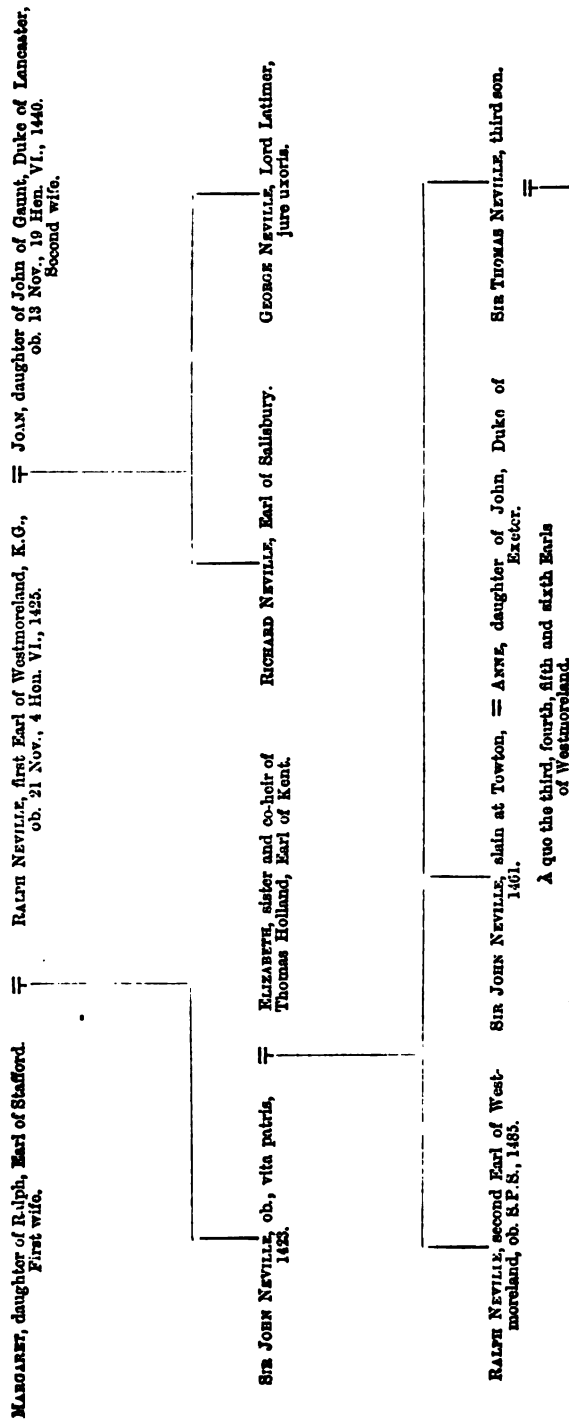 MARGARET, daughter of Ralph, Earl of Stafford.
First wife.
RALPH NEVILLE, first Earl of Westmoreland, K.G.,
ob. 21 Nov., 4 Hen. VI., 1425.
JOAN, daughter of John of Gaunt, Duke of Lancaster,
ob. 13 Nov., 19 Hen. VI., 1440.
Second wife.
SIR JOHN NEVILLE, ob., vita patris,
1423.
ELIZABETH, sister and co-heir of
Thomas Holland, Earl of Kent.
RICHARD NEVILLE, Earl of Salisbury.
GEORGE NEVILLE, Lord Latimer,
jure uxoris.
RALPH NEVILLE, second Earl of West-
moreland, ob. S.P.S., 1485.
SIR JOHN NEVILLE, slain at Towton,
1461.
ANNE, daughter of John, Duke of
Exeter.
SIR THOMAS NEVILLE, third son.
A quo the third, fourth, fifth and sixth Earls
of Westmoreland.